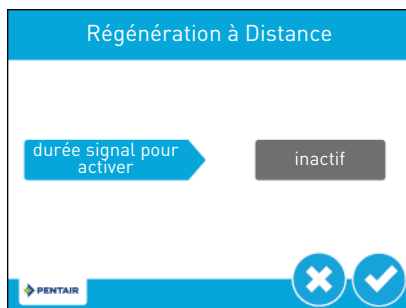 Régénération à Distance
durée signal pour
activer
inactif
PENTAIR